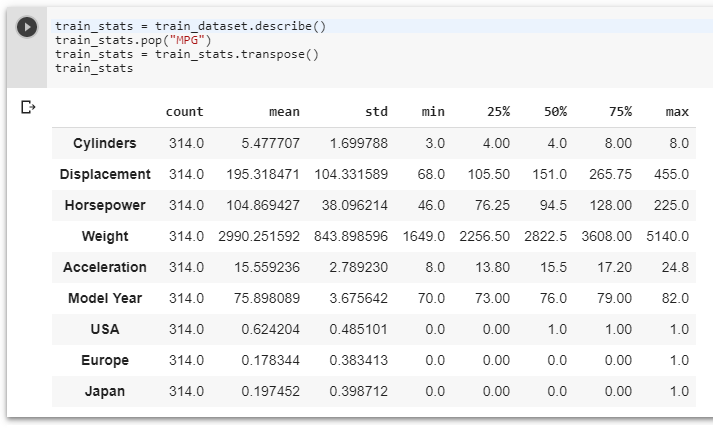 train_stats = train_dataset.describe()
train_stats.pop("MPG")
train_stats = train_stats.transpose()
train_stats
count mean std min 25% 50% 75% max
Cylinders 314.0 5.477707 1.699788 3.0 4.00 4.0 8.00 8.0
Displacement 314.0 195.318471 104.331589 68.0 105.50 151.0 265.75 455.0
Horsepower 314.0 104.869427 38.096214 46.0 76.25 94.5 128.00 225.0
Weight 314.0 2990.251592 843.898596 1649.0 2256.50 2822.5 3608.00 5140.0
Acceleration 314.0 15.559236 2.789230 8.0 13.80 15.5 17.20 24.8
Model Year 314.0 75.898089 3.675642 70.0 73.00 76.0 79.00 82.0
USA 314.0 0.624204 0.485101 0.0 0.00 1.0 1.00 1.0
Europe 314.0 0.178344 0.383413 0.0 0.00 0.0 0.00 1.0
Japan 314.0 0.197452 0.398712 0.0 0.00 0.0 0.00 1.0